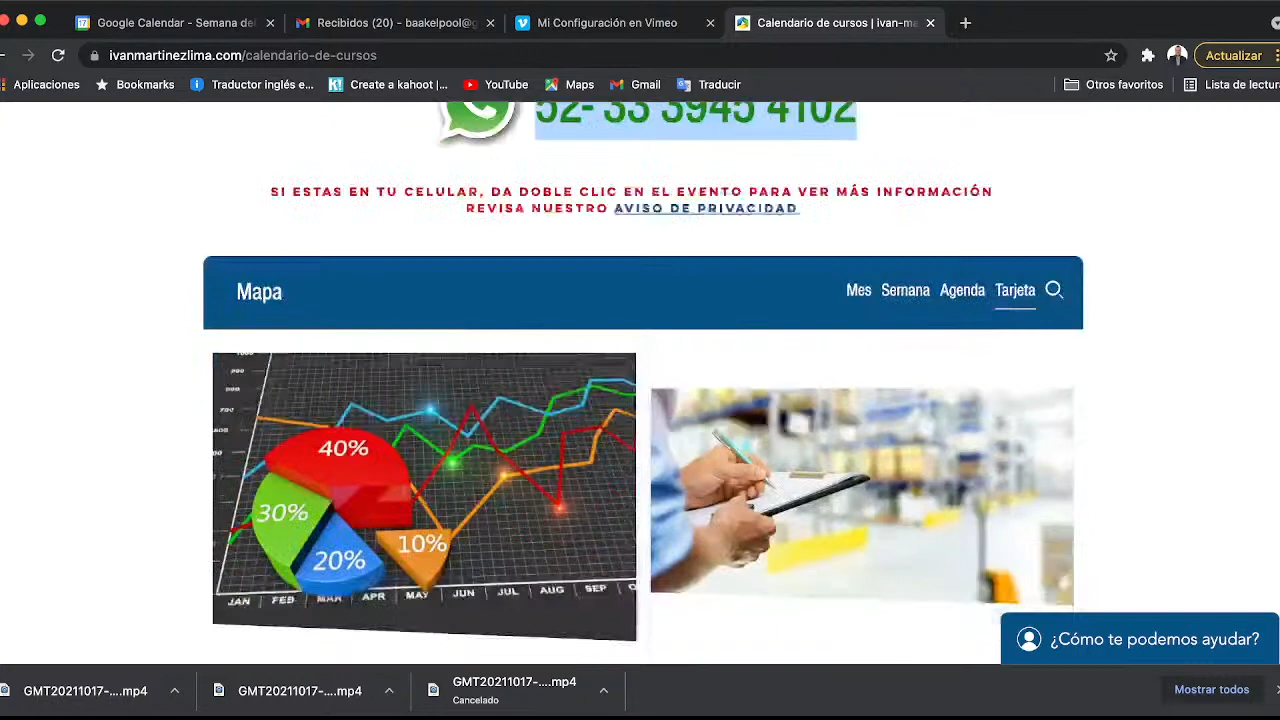 Google Calendar - Semana del
Recibidos (20) - baakelpool@g
Mi Configuración en Vimeo
Calendario de cursos | ivan-ma
ivanmartinezlima.com/calendario-de-cursos
Actualizar
Aplicaciones
Bookmarks
Traductor inglés e...
Create a kahoot |...
YouTube
Maps
Gmail
Traducir
Otros favoritos
Lista de lectura
52- 33 3945 4102
SI ESTAS EN TU CELULAR, DA DOBLE CLIC EN EL EVENTO PARA VER MÁS INFORMACIÓN
REVISA NUESTRO AVISO DE PRIVACIDAD
Mapa
Mes Semana Agenda Tarjeta
40%
30%
20%
10%
JAN FEB MAR APR MAY JUN JUL AUG SEP
¿Cómo te podemos ayudar?
GMT20211017-....mp4
GMT20211017-....mp4
GMT20211017-....mp4
Cancelado
Mostrar todos